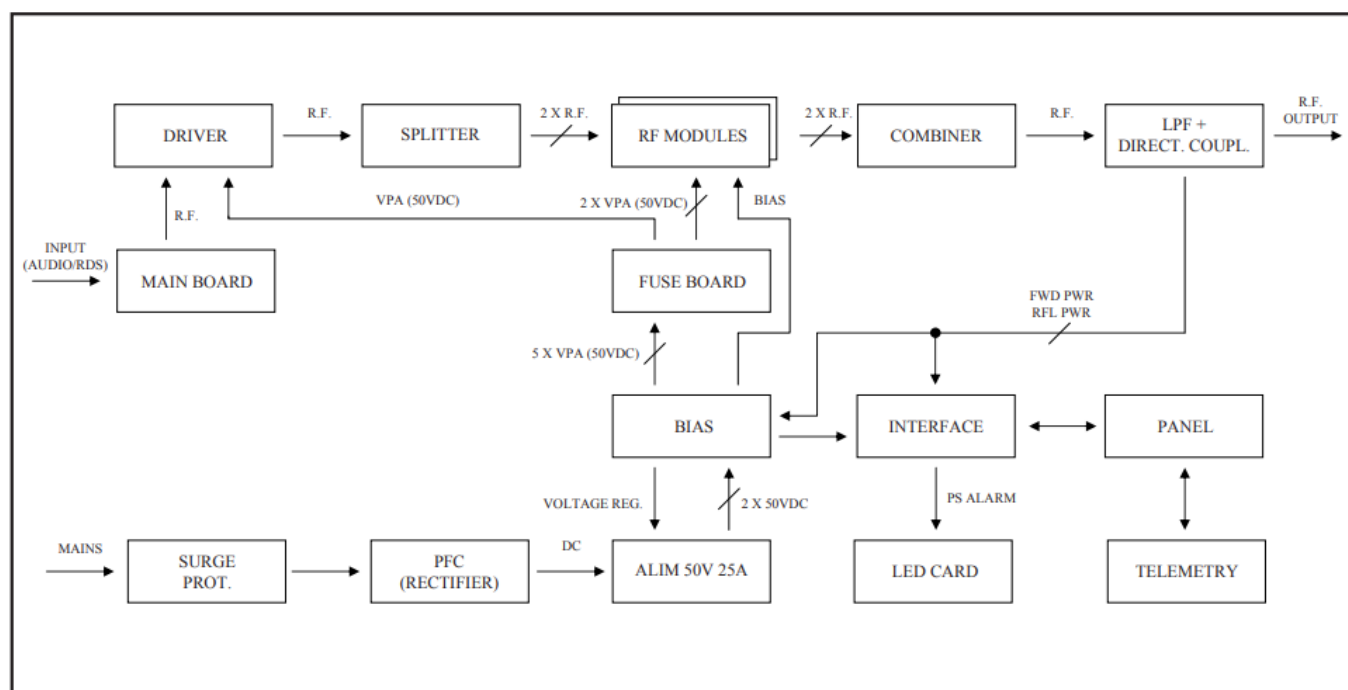 R.F.
2 X R.F.
2 X R.F.
R.F.
R.F.
OUTPUT
DRIVER
SPLITTER
RF MODULES
COMBINER
LPF +
DIRECT. COUPL.
VPA (50VDC)
2 X VPA (50VDC)
BIAS
R.F.
INPUT
(AUDIO/RDS)
MAIN BOARD
FUSE BOARD
FWD PWR
RFL PWR
5 X VPA (50VDC)
BIAS
INTERFACE
PANEL
VOLTAGE REG.
2 X 50VDC
PS ALARM
MAINS
SURGE
PROT.
PFC
(RECTIFIER)
DC
ALIM 50V 25A
LED CARD
TELEMETRY